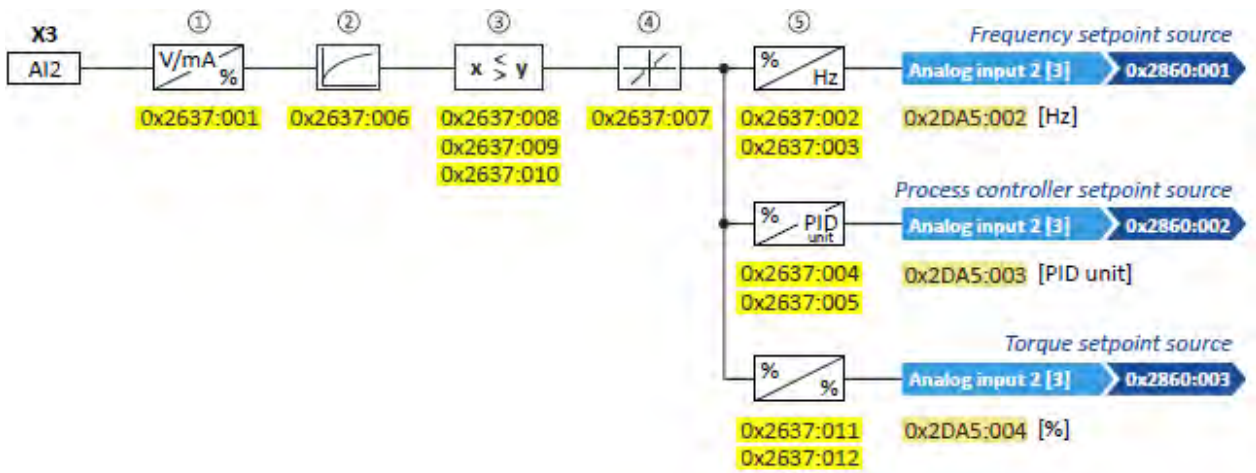 ① ② ③ ④ ⑤
X3
AI2
V/mA
%
x < > y
%
Hz
Frequency setpoint source
Analog input 2 [3] 0x2860:001
0x2637:001 0x2637:006 0x2637:008 0x2637:007 0x2637:002 0x2DA5:002 [Hz]
0x2637:009 0x2637:003
0x2637:010
Process controller setpoint source
%
PID
unit
Analog input 2 [3] 0x2860:002
0x2637:004 0x2DA5:003 [PID unit]
0x2637:005
Torque setpoint source
%
%
Analog input 2 [3] 0x2860:003
0x2637:011 0x2DA5:004 [%]
0x2637:012